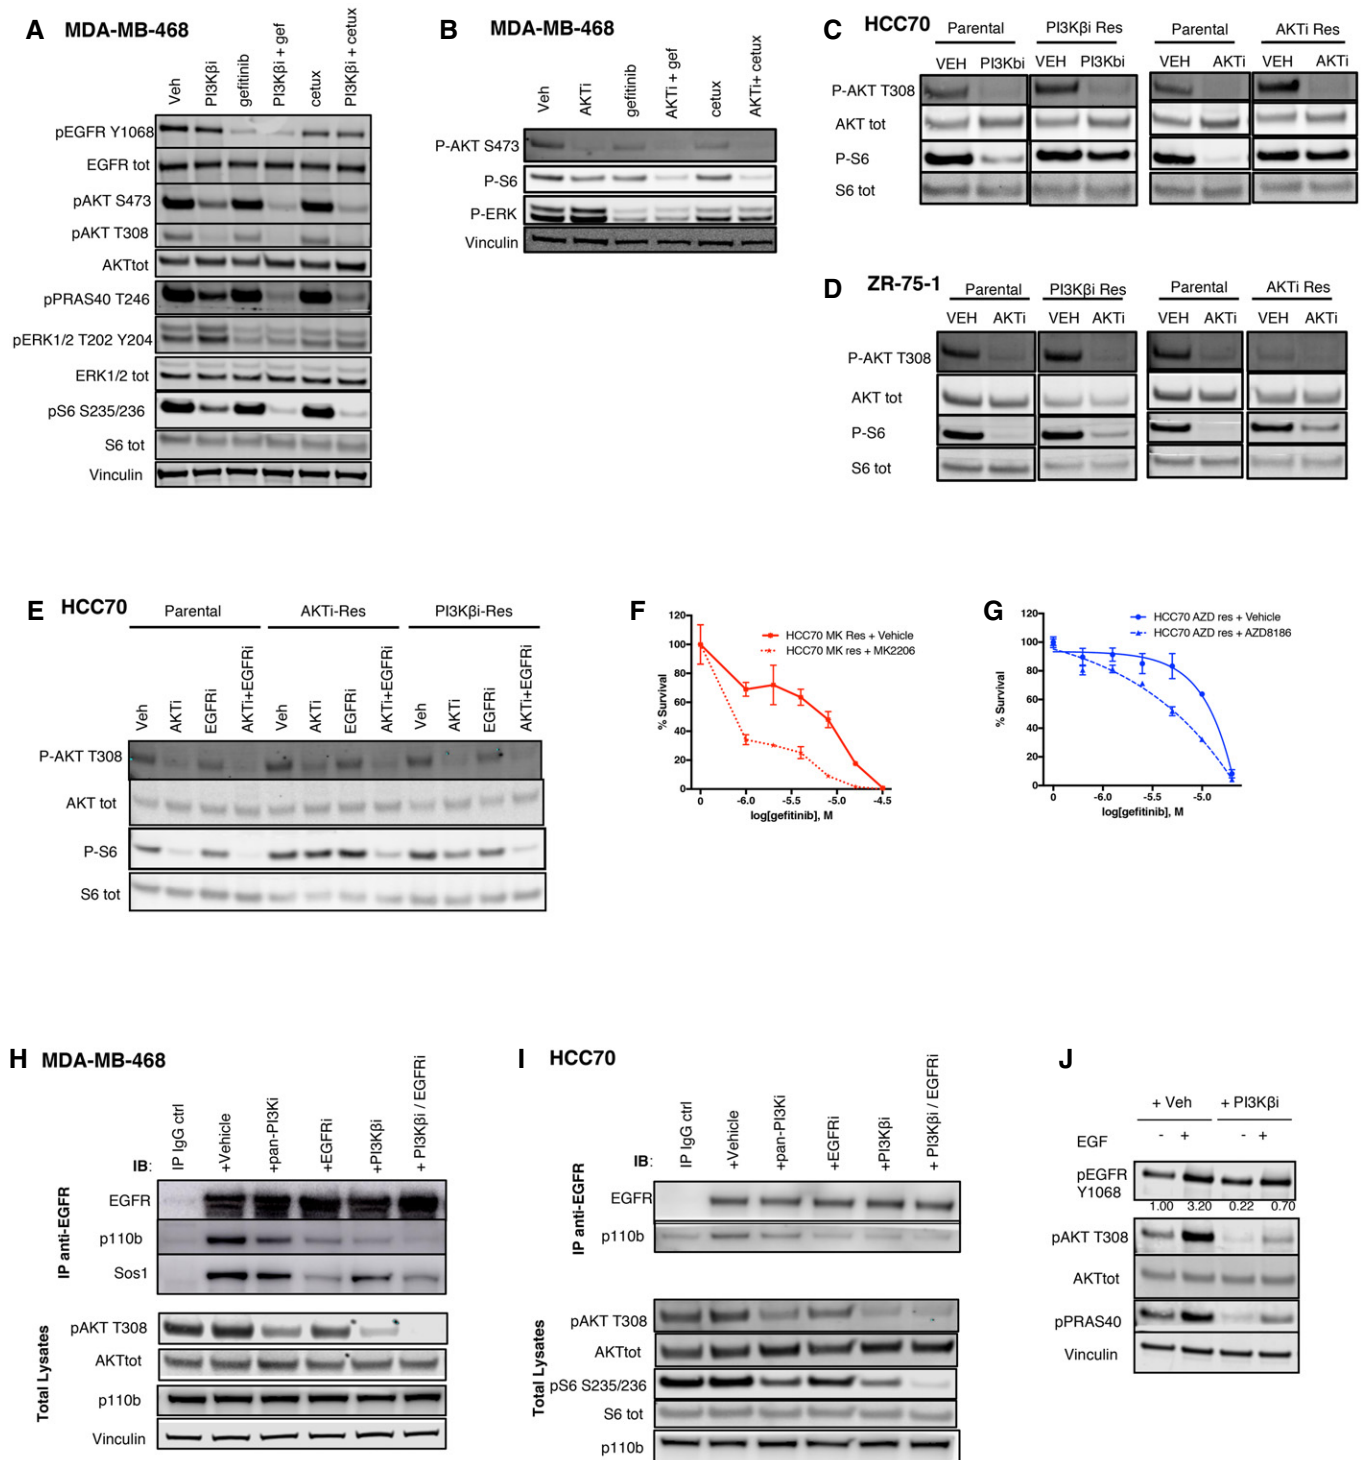 A MDA-MB-468
Veh
PI3Kβi
gefitinib
PI3Kβi + gef
cetux
PI3Kβi + cetux
pEGFR Y1068
EGFR tot
pAKT S473
pAKT T308
AKTtot
pPRAS40 T246
pERK1/2 T202 Y204
ERK1/2 tot
pS6 S235/236
S6 tot
Vinculin
B MDA-MB-468
Veh
AKTi
gefitinib
AKTi + gef
cetux
AKTi+ cetux
P-AKT S473
P-S6
P-ERK
Vinculin
C HCC70
Parental PI3Kβi Res Parental AKTi Res
VEH PI3Kbi VEH PI3Kbi VEH AKTi VEH AKTi
P-AKT T308
AKT tot
P-S6
S6 tot
D ZR-75-1
Parental PI3Kβi Res Parental AKTi Res
VEH AKTi VEH AKTi VEH AKTi VEH AKTi
P-AKT T308
AKT tot
P-S6
S6 tot
E HCC70
Parental AKTi-Res PI3Kβi-Res
Veh
AKTi
EGFRi
AKTi+EGFRi
Veh
AKTi
EGFRi
AKTi+EGFRi
Veh
AKTi
EGFRi
AKTi+EGFRi
P-AKT T308
AKT tot
P-S6
S6 tot
F
HCC70 MK Res + Vehicle
HCC70 MK res + MK2206
% Survival
120
100
80
60
40
20
0
0 -6.0 -5.5 -5.0 -4.5
log[gefitinib], M
G
HCC70 AZD res + Vehicle
HCC70 AZD res + AZD8186
% Survival
120
100
80
60
40
20
0
0 -6.0 -5.5 -5.0
log[gefitinib], M
H MDA-MB-468
IB:
IP IgG ctrl
+Vehicle
+pan-PI3Ki
+EGFRi
+PI3Kβi
+ PI3Kβi / EGFRi
IP anti-EGFR
EGFR
p110b
Sos1
Total Lysates
pAKT T308
AKTtot
p110b
Vinculin
I HCC70
IB:
IP IgG ctrl
+Vehicle
+pan-PI3Ki
+EGFRi
+PI3Kβi
+ PI3Kβi / EGFRi
IP anti-EGFR
EGFR
p110b
Total Lysates
pAKT T308
AKTtot
pS6 S235/236
S6 tot
p110b
J
+ Veh + PI3Kβi
EGF - + - +
pEGFR
Y1068
1.00 3.20 0.22 0.70
pAKT T308
AKTtot
pPRAS40
Vinculin